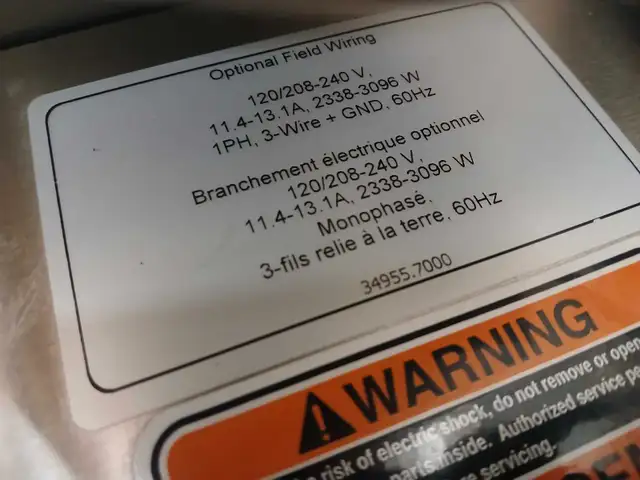 Optional Field Wiring
120/208-240 V,
11.4-13.1A, 2338-3096 W
1PH, 3-Wire + GND, 60Hz
Branchement électrique optionnel
120/208-240 V,
11.4-13.1A, 2338-3096 W
Monophasé,
3-fils relie à la terre, 60Hz
34955.7000
WARNING
risk of electric shock, do not remove or open
parts inside. Authorized service
servicing.